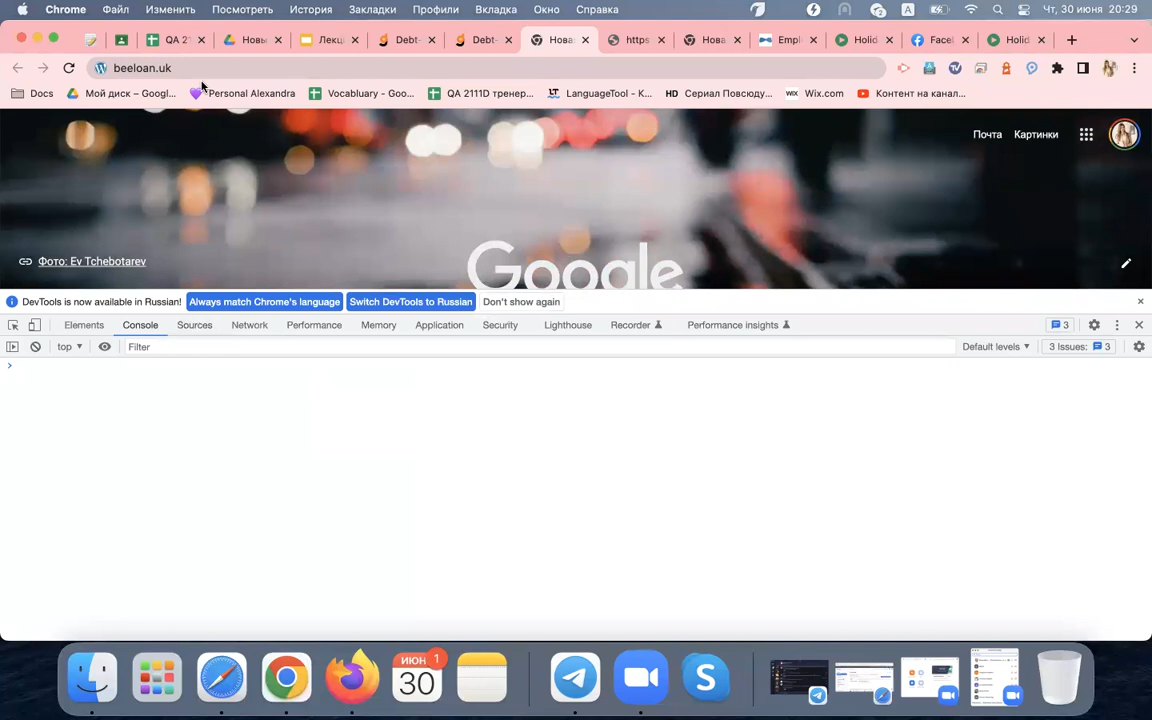 Chrome Файл Изменить Посмотреть История Закладки Профили Вкладка Окно Справка A Чт, 30 июня 20:29
QA 21 Новы Лекц Debt- Debt- Нова https Нова Empl Holid Facel Holid
beeloan.uk
Docs Мой диск – Googl... Personal Alexandra Vocabluary - Goo... QA 2111D тренер... LT LanguageTool - K... HD Сериал Повсюду... WIX Wix.com Контент на канал...
Почта Картинки
Google
Фото: Ev Tchebotarev
DevTools is now available in Russian! Always match Chrome's language Switch DevTools to Russian Don't show again
Elements Console Sources Network Performance Memory Application Security Lighthouse Recorder Performance insights 3
top Filter Default levels 3 Issues: 3
ИЮН 1
30